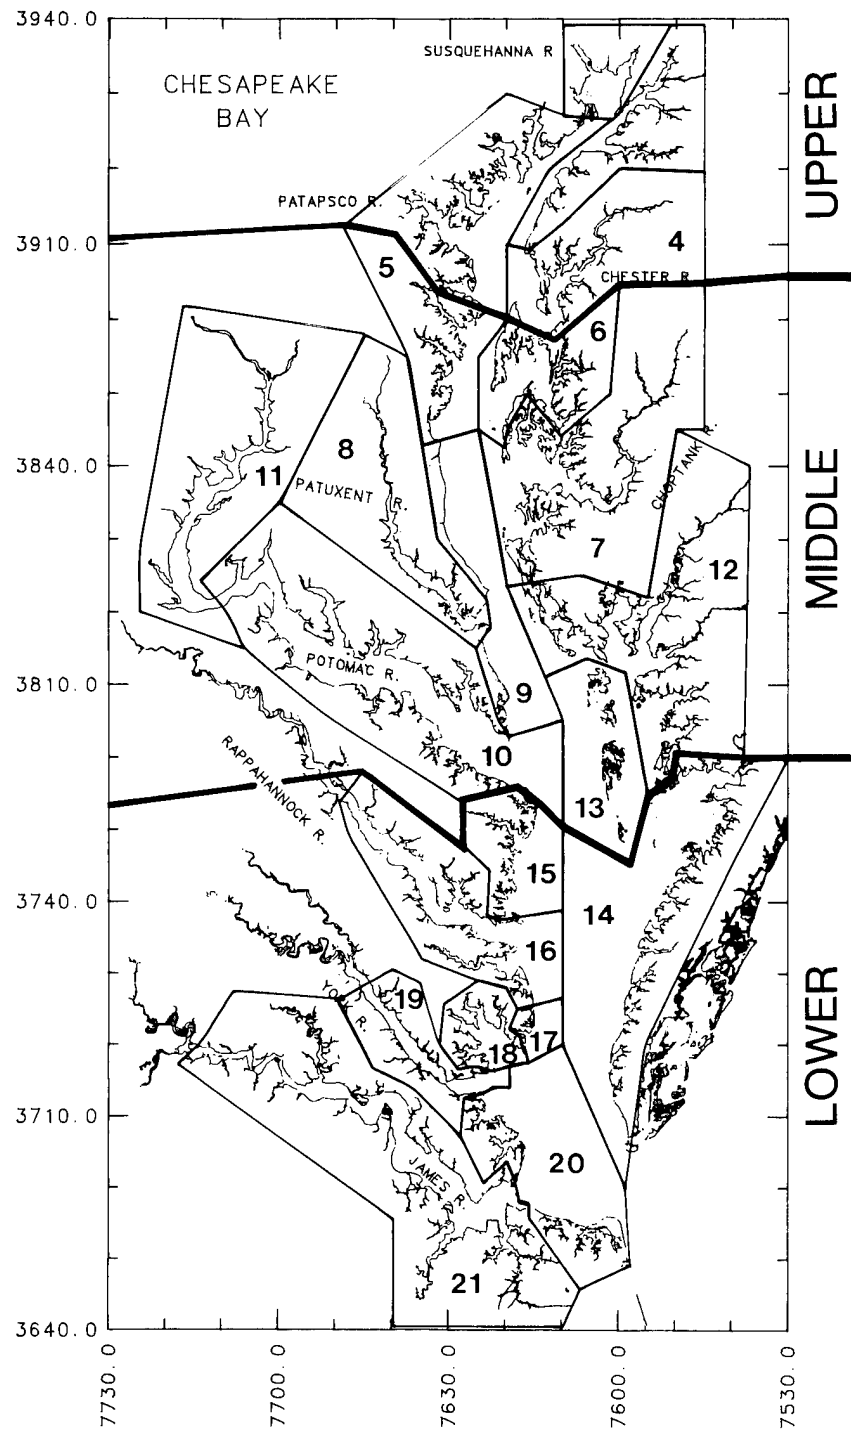 3940.0
SUSQUEHANNA R
CHESAPEAKE
BAY
UPPER
PATAPSCO R.
3910.0
4
5
CHESTER R
6
3840.0
8
11
PATUXENT R.
CHOPTANK
MIDDLE
7
12
3810.0
POTOMAC R.
9
10
RAPPAHANNOCK R.
13
3740.0
15
14
16
19
YORK R.
17
18
LOWER
3710.0
20
JAMES R.
21
3640.0
7730.0
7700.0
7630.0
7600.0
7530.0